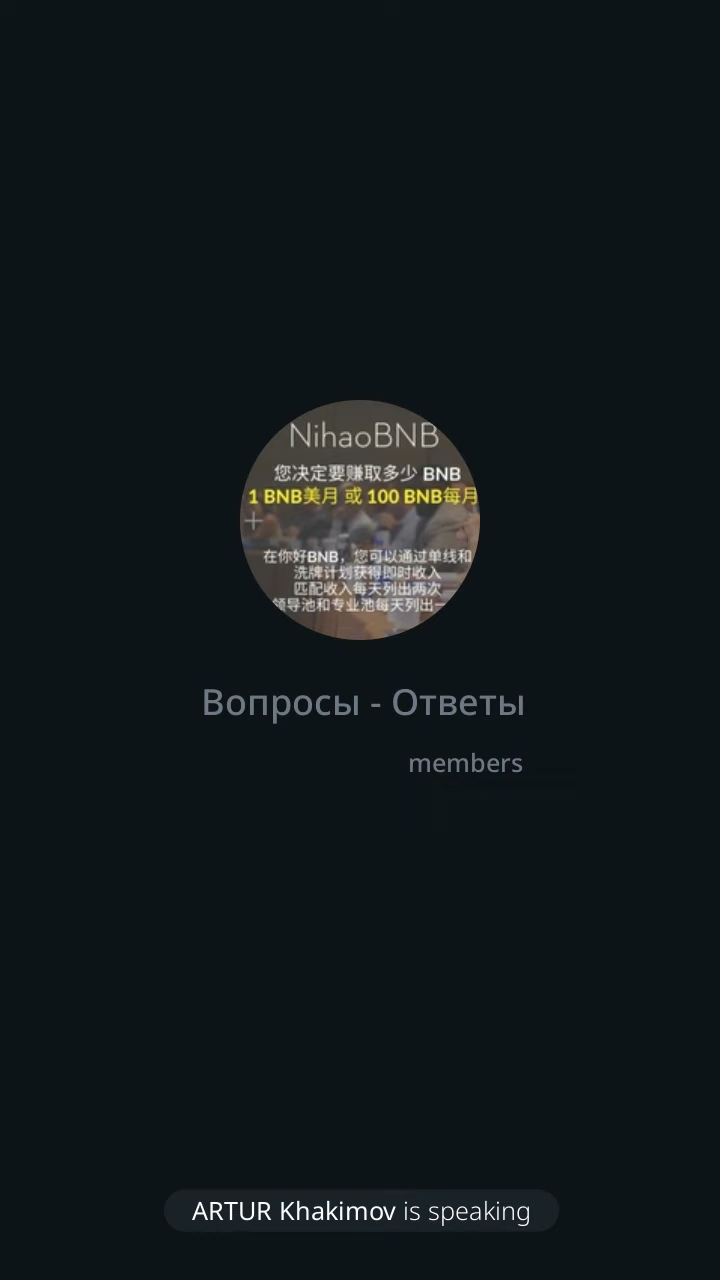 NihaoBNB
您决定要赚取多少 BNB
1 BNB美月 或 100 BNB每月
在你好BNB，您可以通过单线和
洗牌计划获得即时收入
匹配收入每天列出两次
领导池和专业池每天列出一
Вопросы - Ответы
members
ARTUR Khakimov is speaking